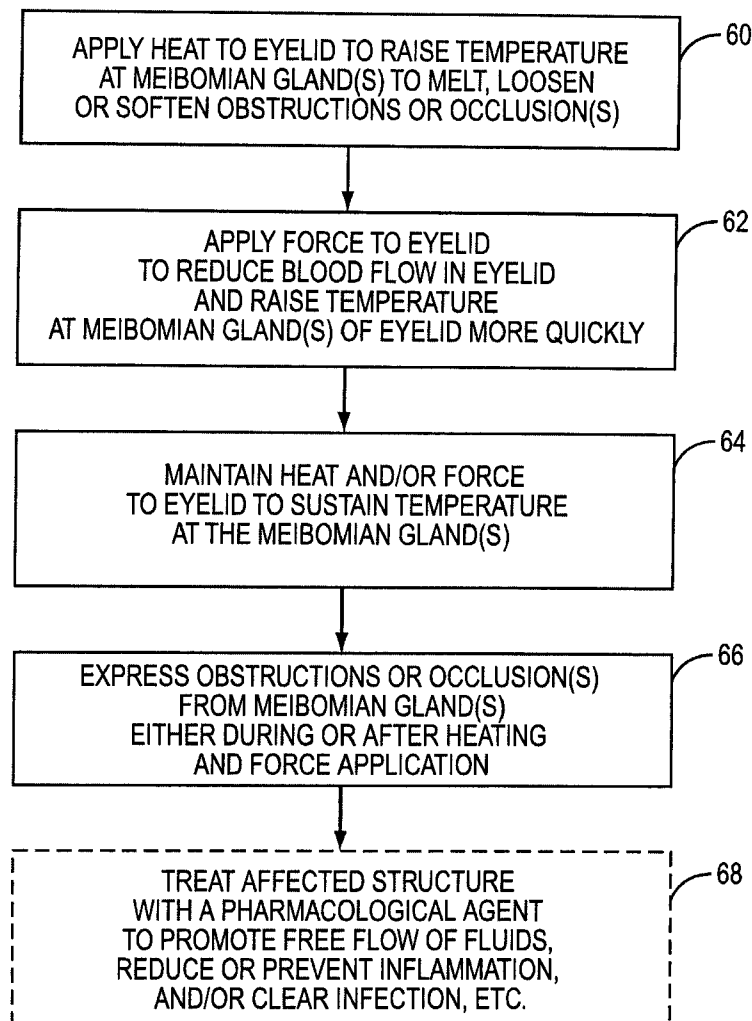 APPLY HEAT TO EYELID TO RAISE TEMPERATURE
AT MEIBOMIAN GLAND(S) TO MELT, LOOSEN
OR SOFTEN OBSTRUCTIONS OR OCCLUSION(S)
60
APPLY FORCE TO EYELID
TO REDUCE BLOOD FLOW IN EYELID
AND RAISE TEMPERATURE
AT MEIBOMIAN GLAND(S) OF EYELID MORE QUICKLY
62
MAINTAIN HEAT AND/OR FORCE
TO EYELID TO SUSTAIN TEMPERATURE
AT THE MEIBOMIAN GLAND(S)
64
EXPRESS OBSTRUCTIONS OR OCCLUSION(S)
FROM MEIBOMIAN GLAND(S)
EITHER DURING OR AFTER HEATING
AND FORCE APPLICATION
66
TREAT AFFECTED STRUCTURE
WITH A PHARMACOLOGICAL AGENT
TO PROMOTE FREE FLOW OF FLUIDS,
REDUCE OR PREVENT INFLAMMATION,
AND/OR CLEAR INFECTION, ETC.
68